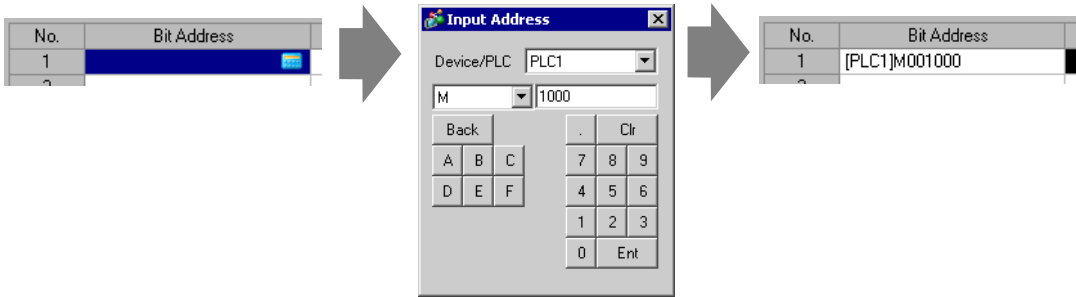 No. Bit Address
1
2
Input Address
Device/PLC PLC1
M 1000
Back . Clr
A B C 7 8 9
D E F 4 5 6
1 2 3
0 Ent
No. Bit Address
1 [PLC1]M001000